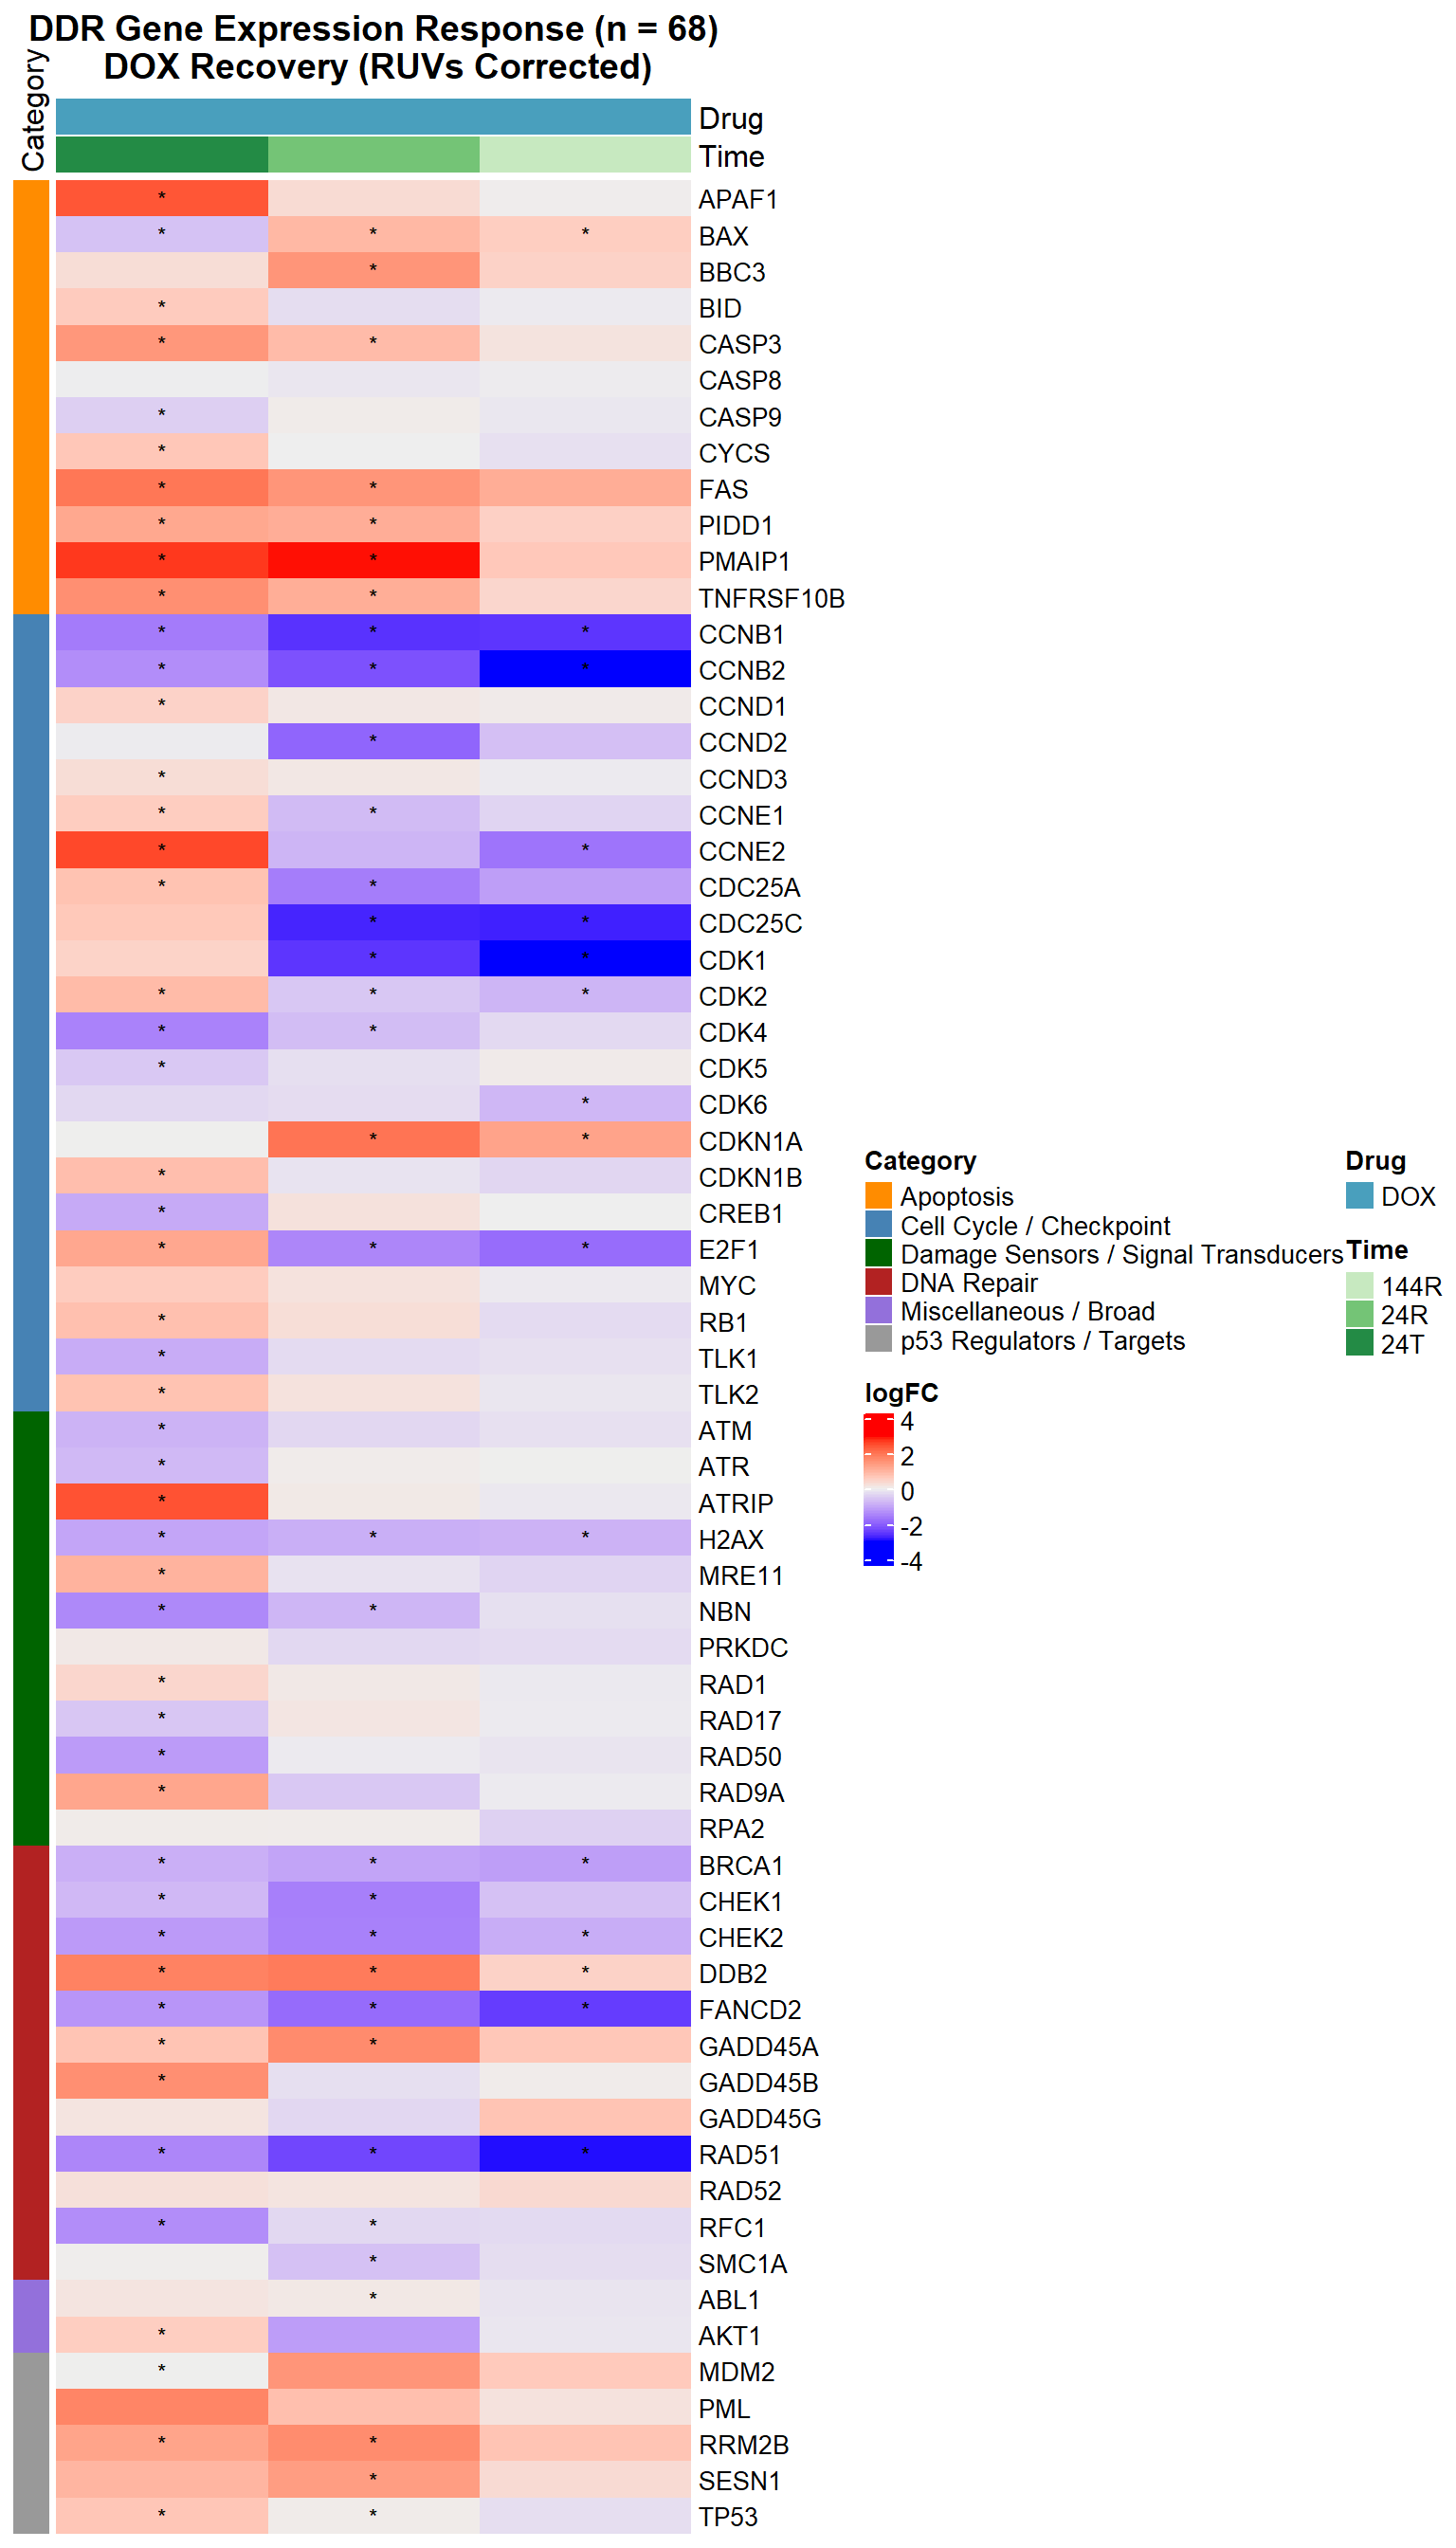 DDR Gene Expression Response (n = 68)
DOX Recovery (RUVs Corrected)
Category
Drug
Time
* APAF1
* * * BAX
* BBC3
* BID
* * CASP3
CASP8
* CASP9
* CYCS
* * FAS
* * PIDD1
* * PMAIP1
* * TNFRSF10B
* * * CCNB1
* * * CCNB2
* CCND1
* CCND2
* CCND3
* * CCNE1
* * CCNE2
* * CDC25A
* * CDC25C
* * CDK1
* * * CDK2
* * CDK4
* CDK5
* CDK6
* * CDKN1A
* CDKN1B
* CREB1
* * * E2F1
MYC
* RB1
* TLK1
* TLK2
* ATM
* ATR
* ATRIP
* * * H2AX
* MRE11
* * NBN
PRKDC
* RAD1
* RAD17
* RAD50
* RAD9A
RPA2
* * * BRCA1
* * CHEK1
* * * CHEK2
* * * DDB2
* * * FANCD2
* * GADD45A
* GADD45B
GADD45G
* * * RAD51
RAD52
* * RFC1
* SMC1A
* ABL1
* AKT1
* MDM2
PML
* * RRM2B
* SESN1
* * TP53
Category
Apoptosis
Cell Cycle / Checkpoint
Damage Sensors / Signal Transducers
DNA Repair
Miscellaneous / Broad
p53 Regulators / Targets
logFC
4
2
0
-2
-4
Drug
DOX
Time
144R
24R
24T